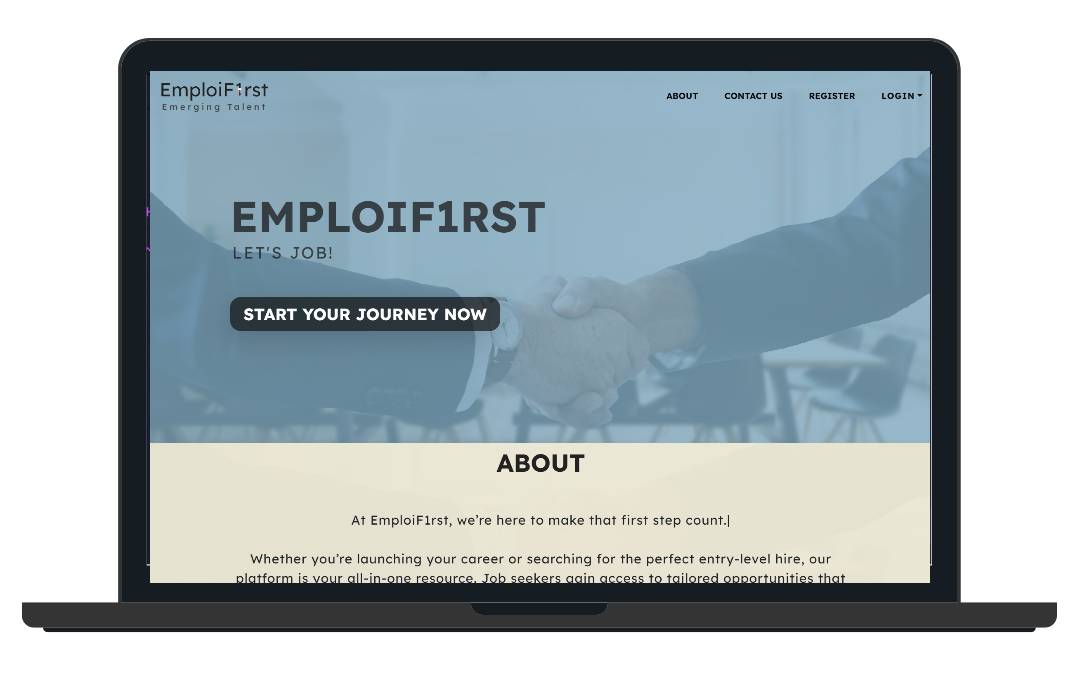 EmploiF1rst
Emerging Talent
ABOUT CONTACT US REGISTER LOGIN
EMPLOIF1RST
LET'S JOB!
START YOUR JOURNEY NOW
ABOUT
At EmploiF1rst, we're here to make that first step count.|
Whether you're launching your career or searching for the perfect entry-level hire, our
platform is your all-in-one resource. Job seekers gain access to tailored opportunities that